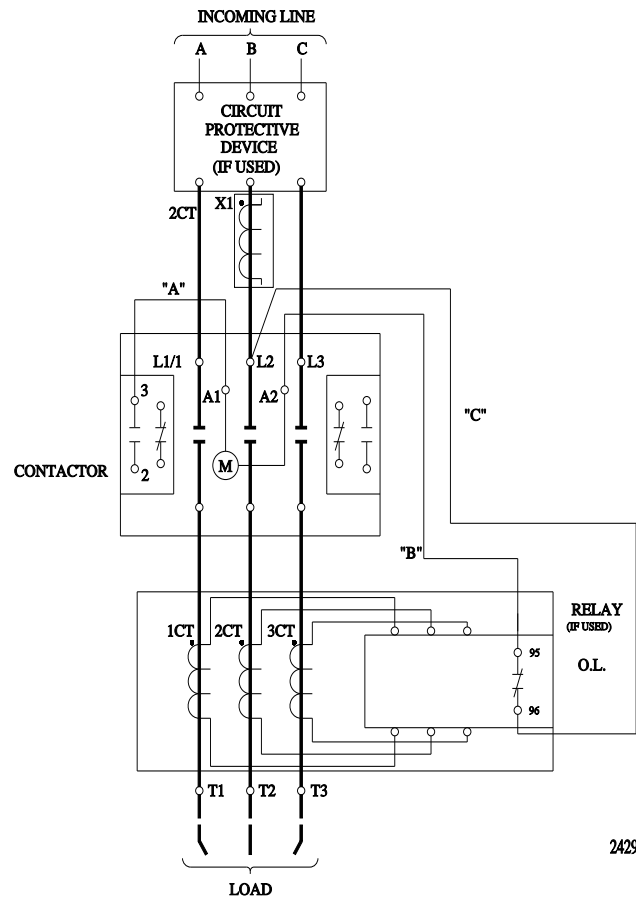 INCOMING LINE
A B C
CIRCUIT
PROTECTIVE
DEVICE
(IF USED)
X1
2CT
"A"
L1/1 L2 L3
3 A1 A2
"C"
M
2
CONTACTOR
"B"
RELAY
(IF USED)
1CT 2CT 3CT
95
O.L.
96
T1 T2 T3
2429
LOAD